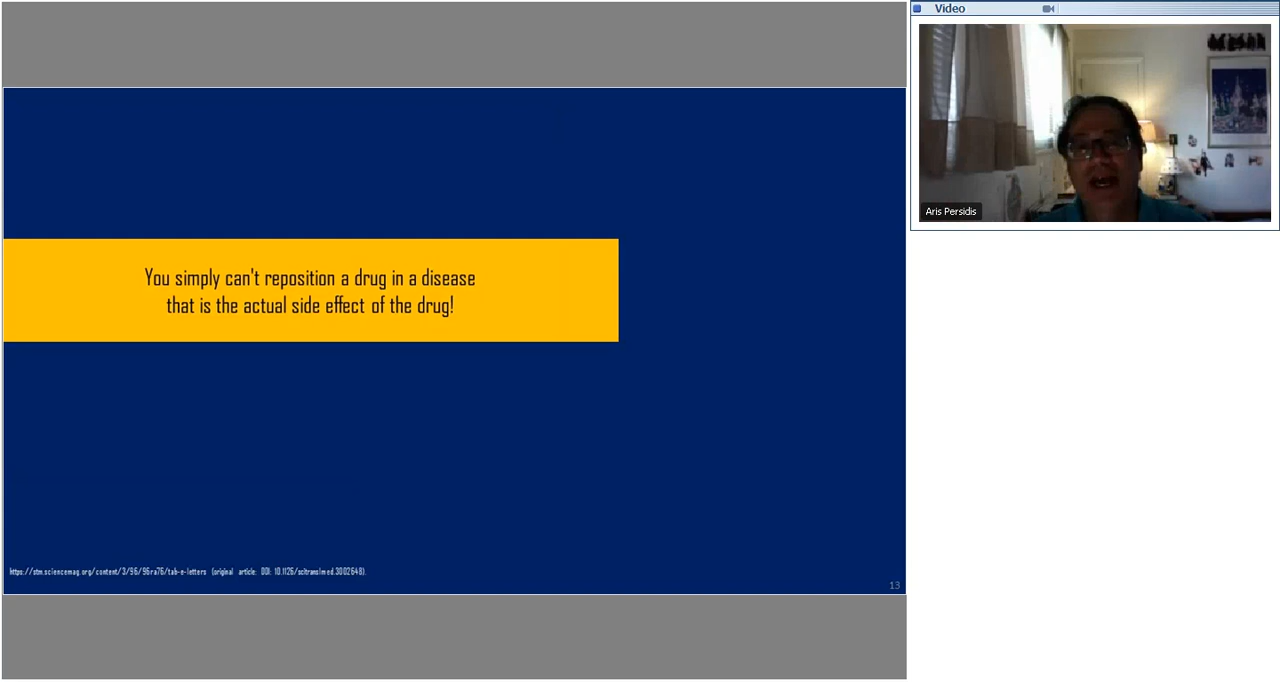 Video
Aris Persidis
You simply can't reposition a drug in a disease
that is the actual side effect of the drug!
https://stm.sciencemag.org/content/3/96/96ra76/tab-e-letters (original article: DOI: 10.1126/scitranslmed.3002648).
13